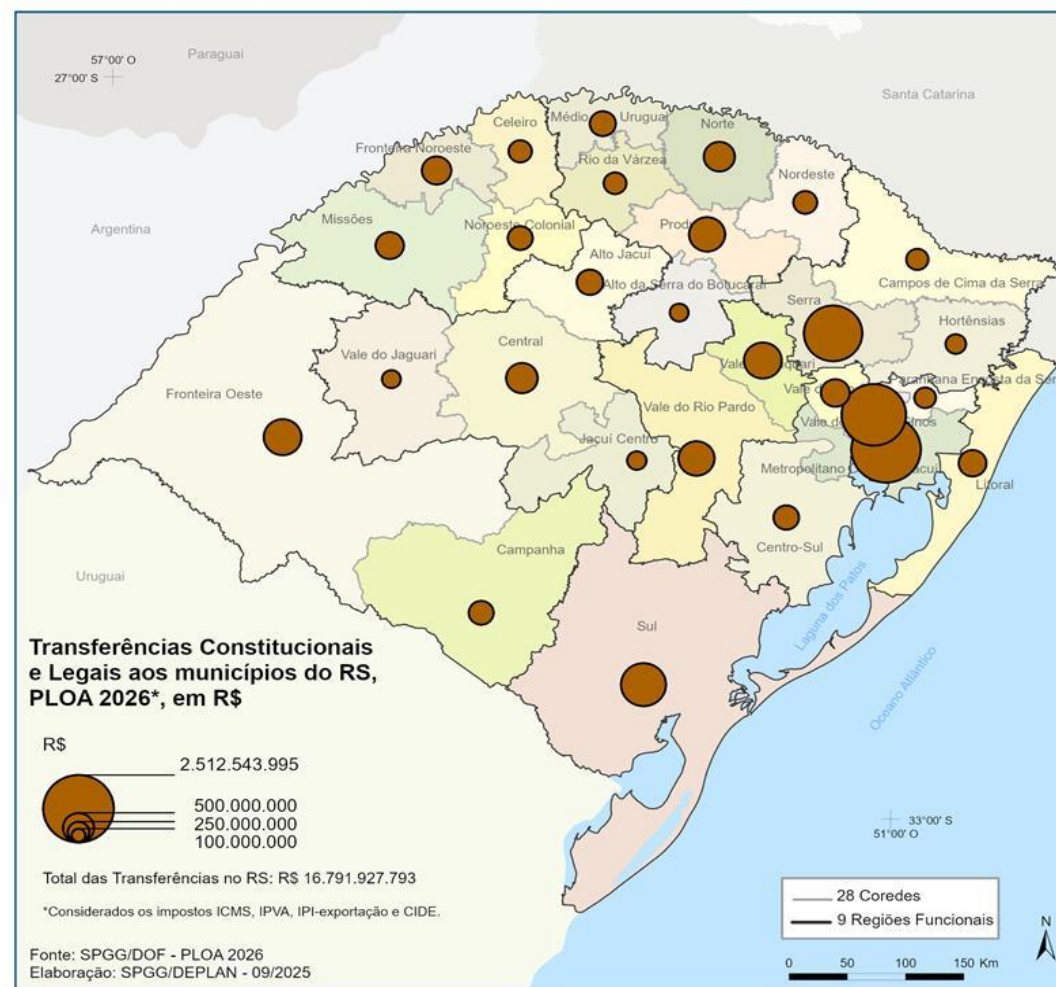 57°00' O
27°00' S
Paraguai
Santa Catarina
Argentina
Uruguai
Celeiro
Médio Uruguai
Norte
Fronteira Noroeste
Rio da Várzea
Nordeste
Missões
Noroeste Colonial
Alto Jacuí
Alto da Serra do Botucaraí
Campos de Cima da Serra
Serra
Hortênsias
Central
Vale do Jaguari
Fronteira Oeste
Vale do Rio Pardo
Jacuí Centro
Metropolitano
Litoral
Centro-Sul
Campanha
Sul
Laguna dos Patos
Oceano Atlântico
Transferências Constitucionais
e Legais aos municípios do RS,
PLOA 2026*, em R$
R$
2.512.543.995
500.000.000
250.000.000
100.000.000
Total das Transferências no RS: R$ 16.791.927.793
*Considerados os impostos ICMS, IPVA, IPI-exportação e CIDE.
Fonte: SPGG/DOF - PLOA 2026
Elaboração: SPGG/DEPLAN - 09/2025
33°00' S
51°00' O
28 Coredes
9 Regiões Funcionais
N
0 50 100 150 Km